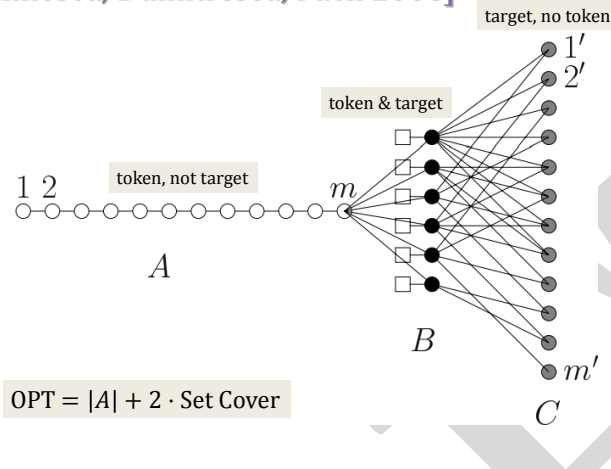 target, no token
1′
2′
token & target
token, not target
1 2
m
A
B
OPT = |A| + 2 · Set Cover
m′
C